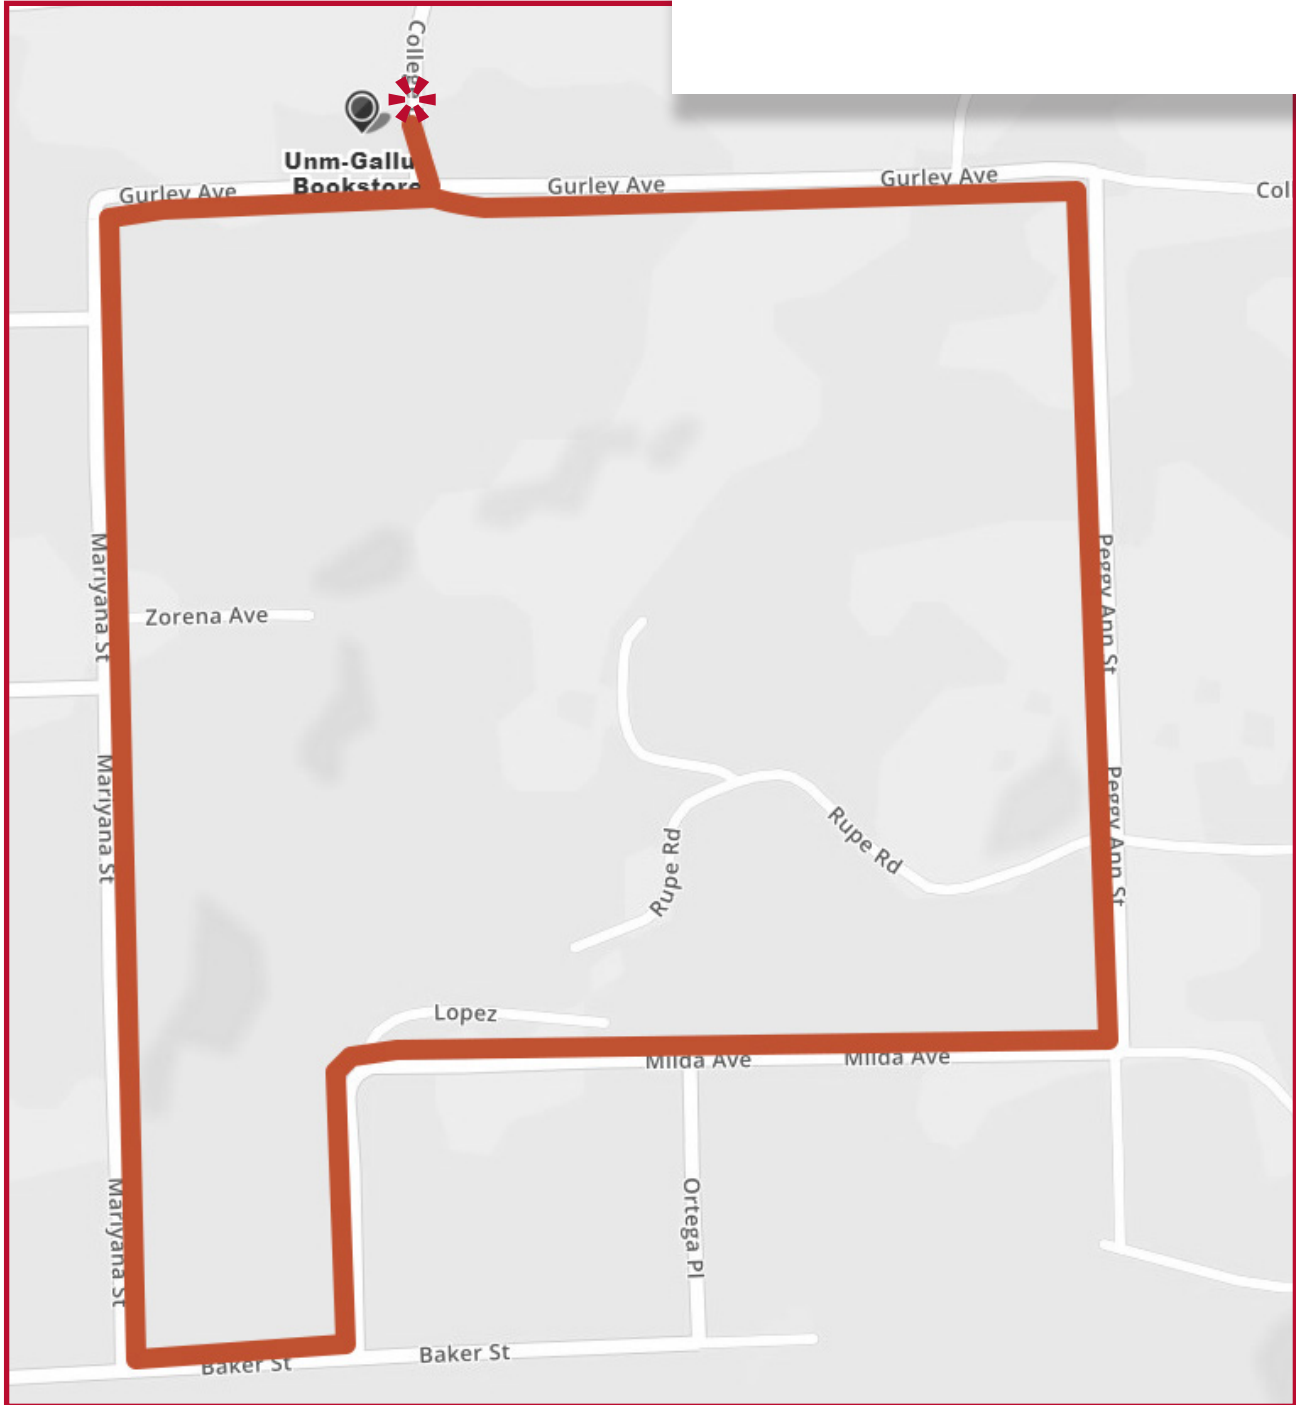 Colleg
Unm-Gallu
Bookstore
Gurley Ave
Gurley Ave
Gurley Ave
Col
Mariyana St
Peggy Ann St
Zorena Ave
Mariyana St
Peggy Ann St
Rupe Rd
Rupe Rd
Lopez
Milda Ave
Milda Ave
Mariyana St
Ortega Pl
Baker St
Baker St